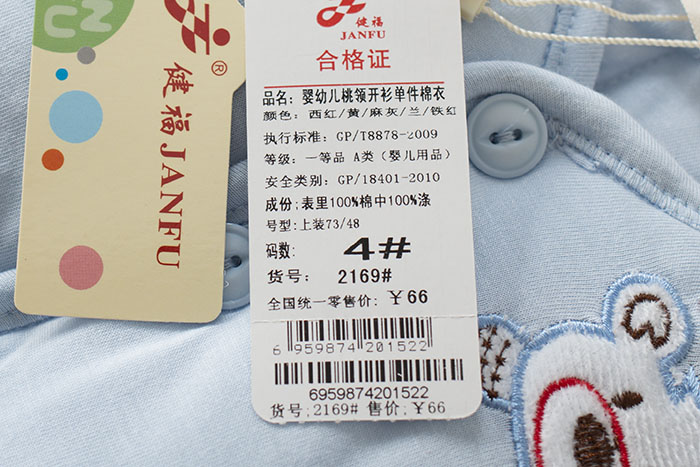 NU
®
健福JANFU
健福
JANFU
合格证
品名：婴幼儿桃领开衫单件棉衣
颜色：西红/黄/麻灰/兰/铁红
执行标准：GP/T8878-2009
等级：一等品 A类（婴儿用品）
安全类别：GP/18401-2010
成份：表里100%棉中100%涤
号型：上装73/48
码数：4#
货号：2169#
全国统一零售价：¥66
6 959874 201522
6959874201522
货号：2169# 售价：¥66